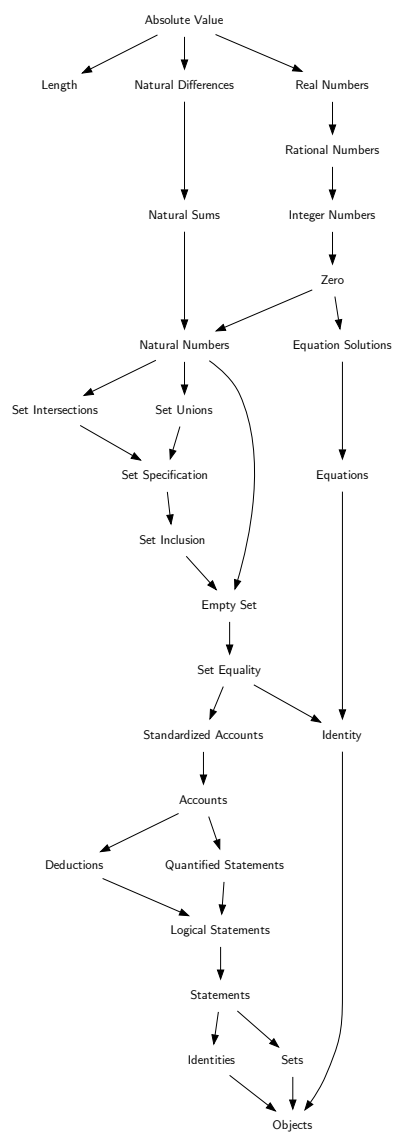 Absolute Value
Length
Natural Differences
Real Numbers
Rational Numbers
Natural Sums
Integer Numbers
Zero
Natural Numbers
Equation Solutions
Set Intersections
Set Unions
Set Specification
Equations
Set Inclusion
Empty Set
Set Equality
Standardized Accounts
Identity
Accounts
Deductions
Quantified Statements
Logical Statements
Statements
Identities
Sets
Objects